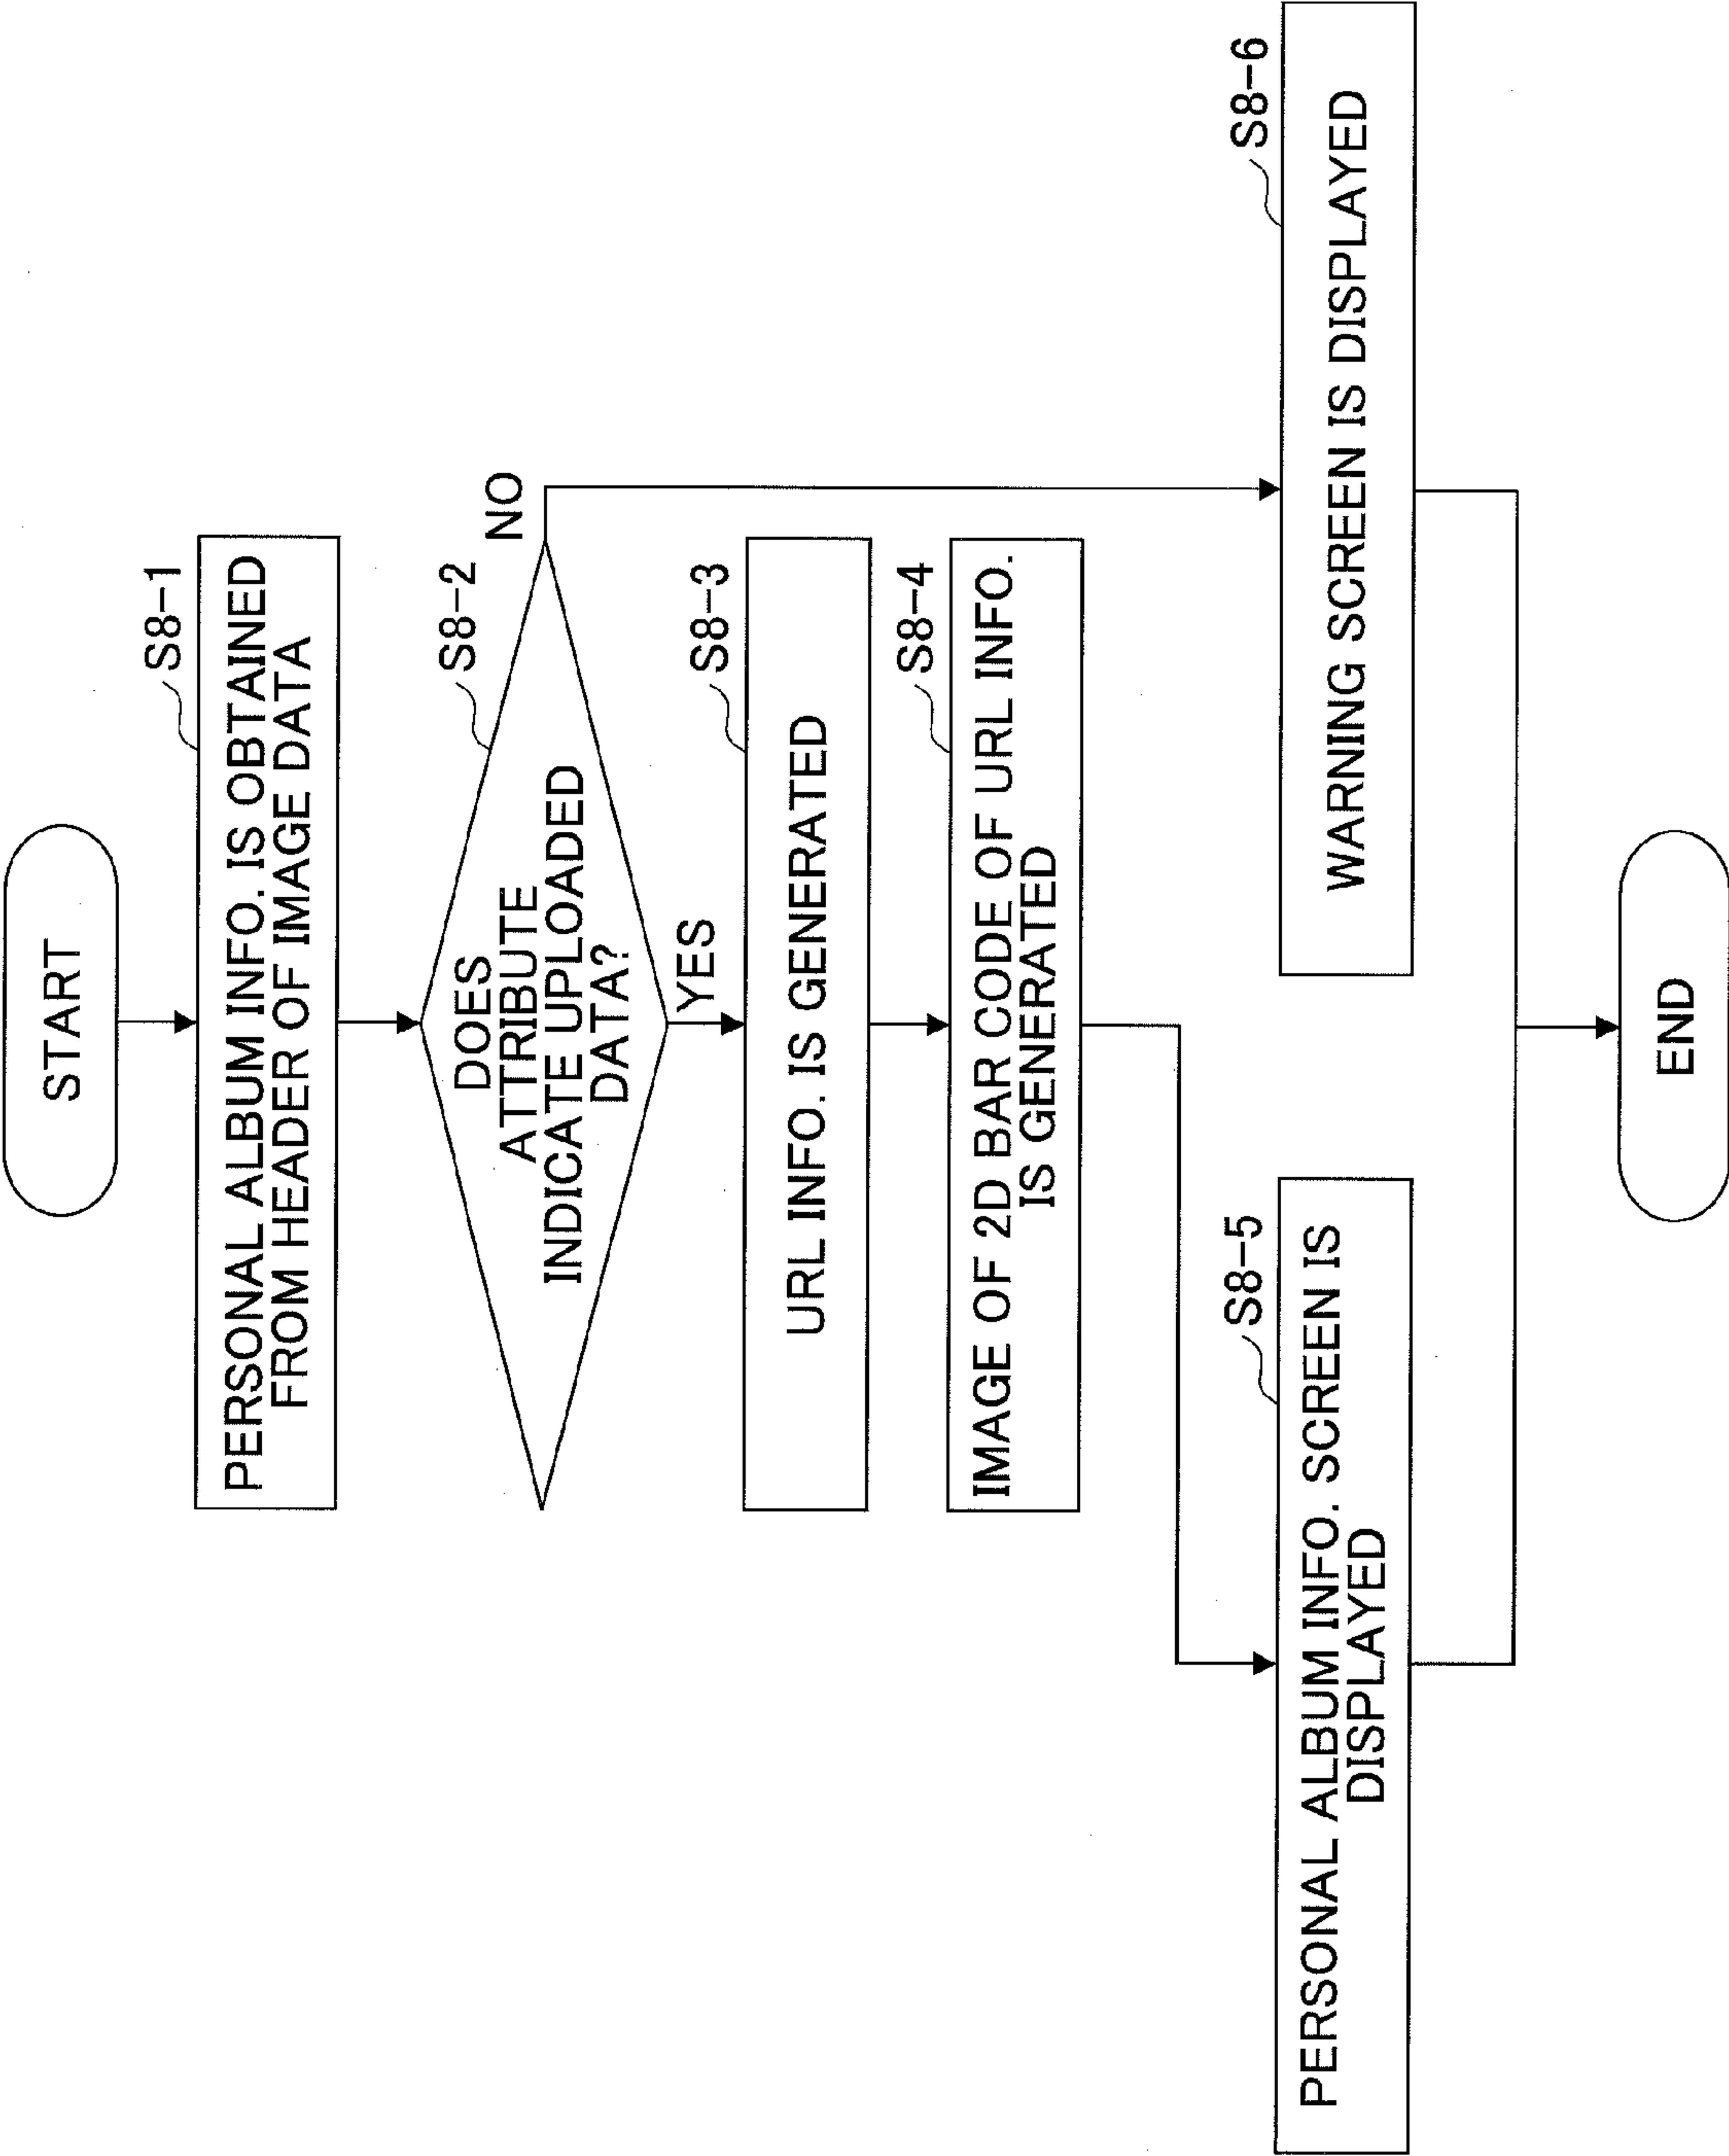 START
S8-1
PERSONAL ALBUM INFO. IS OBTAINED
FROM HEADER OF IMAGE DATA
S8-2
DOES
ATTRIBUTE
INDICATE UPLOADED
DATA?
NO
YES
S8-3
URL INFO. IS GENERATED
S8-4
IMAGE OF 2D BAR CODE OF URL INFO.
IS GENERATED
S8-5
PERSONAL ALBUM INFO. SCREEN IS
DISPLAYED
S8-6
WARNING SCREEN IS DISPLAYED
END